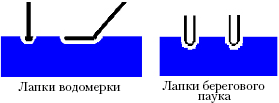 Лапки водомерки
Лапки берегового
паука